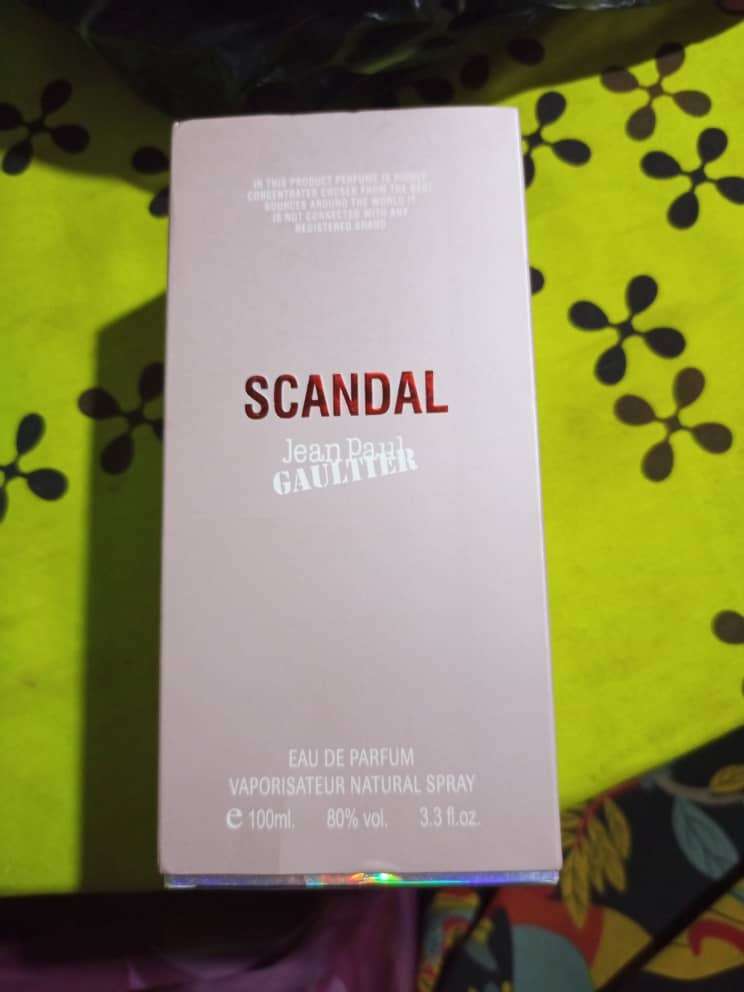 IN THIS PRODUCT PERFUME IS HIGHLY
CONCENTRATED CHOSEN FROM THE BEST
SOURCES AROUND THE WORLD IT
IS NOT CONNECTED WITH ANY
REGISTERED BRAND
SCANDAL
Jean Paul
GAULTIER
EAU DE PARFUM
VAPORISATEUR NATURAL SPRAY
e 100ml. 80% vol. 3.3 fl.oz.